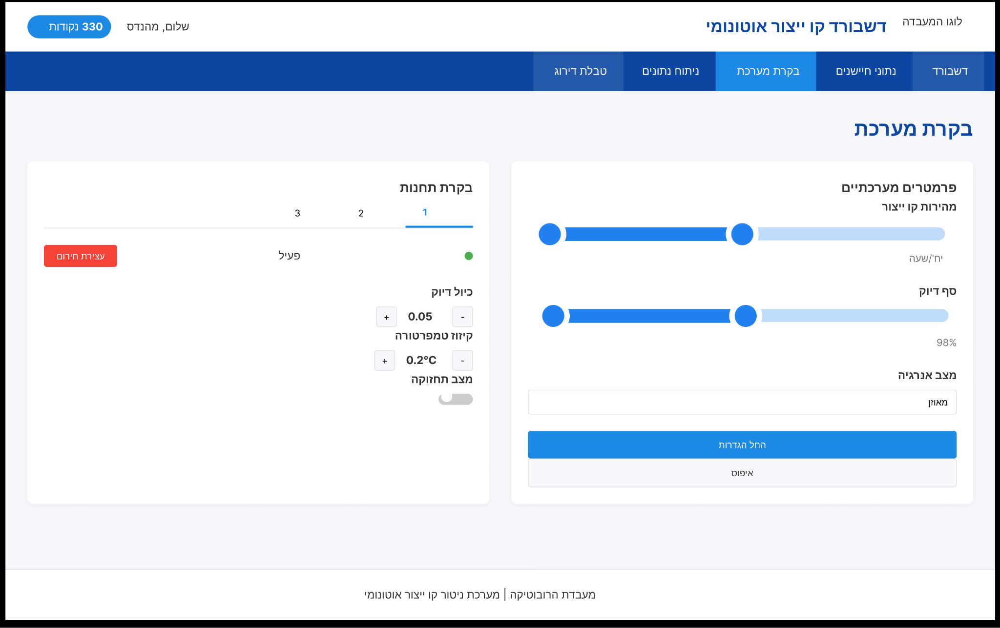 לוגו המעבדה
דשבורד קו ייצור אוטונומי
שלום, מהנדס
330 נקודות
דשבורד
נתוני חיישנים
בקרת מערכת
ניתוח נתונים
טבלת דירוג
בקרת מערכת
פרמטרים מערכתיים
מהירות קו ייצור
יח'/שעה
סף דיוק
98%
מצב אנרגיה
מאוזן
החל הגדרות
איפוס
בקרת תחנות
1
2
3
פעיל
עצירת חירום
כיול דיוק
-
0.05
+
קיזוז טמפרטורה
-
0.2°C
+
מצב תחזוקה
מעבדת הרובוטיקה | מערכת ניטור קו ייצור אוטונומי